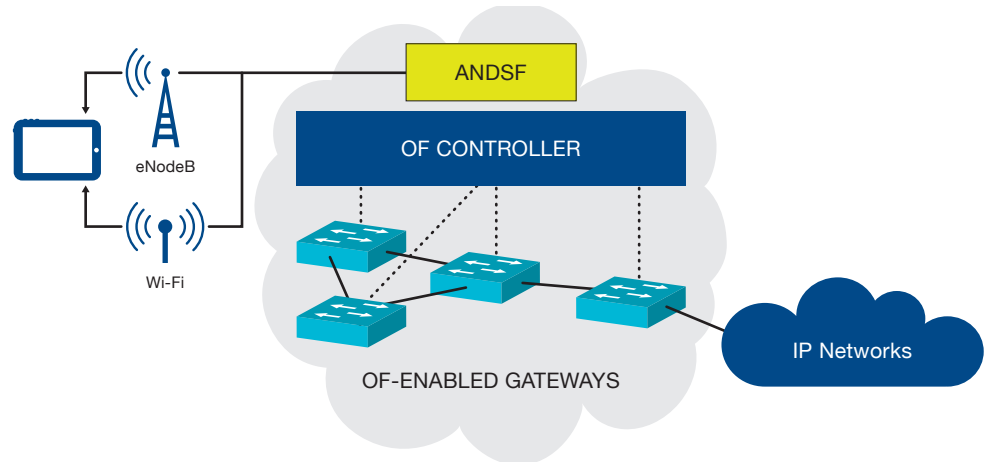 ANDSF
OF CONTROLLER
eNodeB
Wi-Fi
IP Networks
OF-ENABLED GATEWAYS